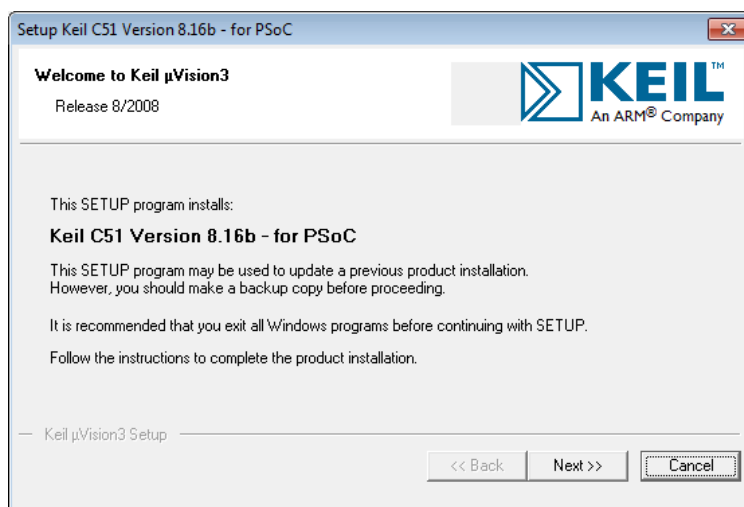 Setup Keil C51 Version 8.16b - for PSoC
Welcome to Keil µVision3
Release 8/2008
KEIL™
An ARM® Company
This SETUP program installs:
Keil C51 Version 8.16b - for PSoC
This SETUP program may be used to update a previous product installation.
However, you should make a backup copy before proceeding.
It is recommended that you exit all Windows programs before continuing with SETUP.
Follow the instructions to complete the product installation.
Keil µVision3 Setup
<< Back
Next >>
Cancel